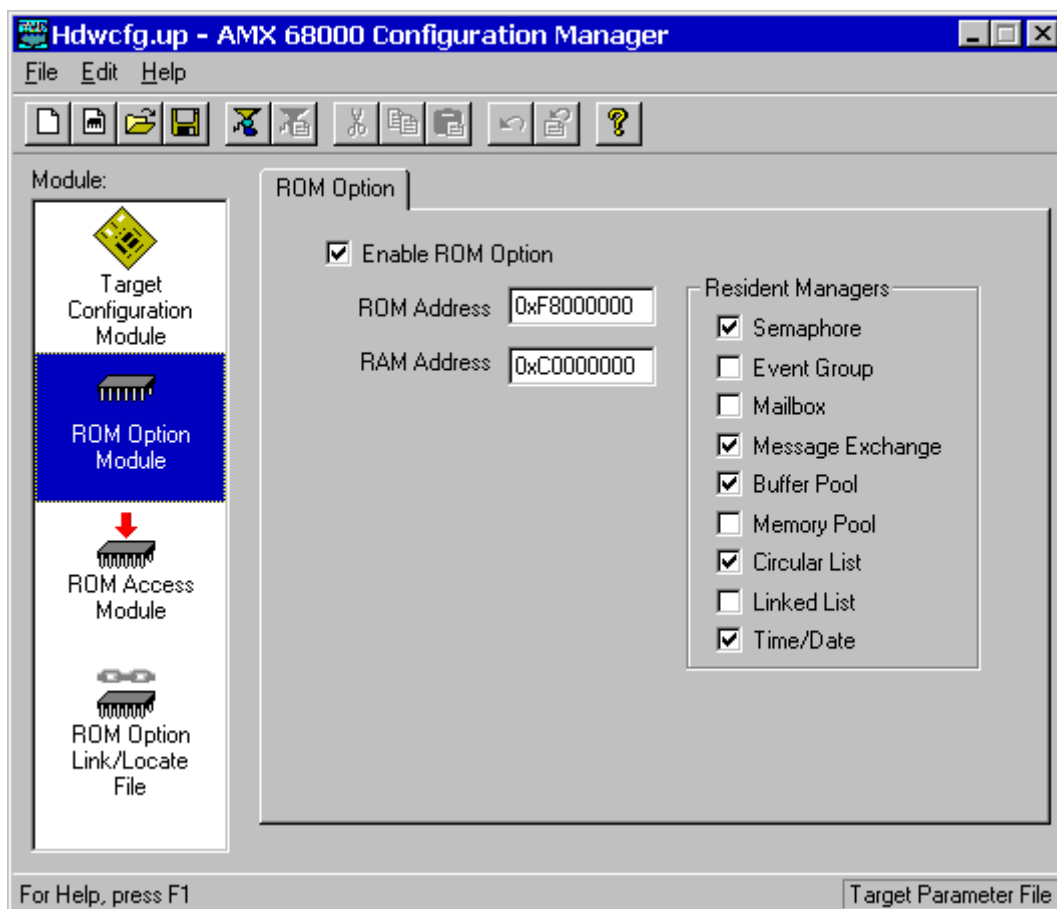 Hdwcfg.up - AMX 68000 Configuration Manager
File Edit Help
Module:
Target
Configuration
Module
ROM Option
Module
ROM Access
Module
ROM Option
Link/Locate
File
ROM Option
Enable ROM Option
ROM Address 0xF8000000
RAM Address 0xC0000000
Resident Managers
Semaphore
Event Group
Mailbox
Message Exchange
Buffer Pool
Memory Pool
Circular List
Linked List
Time/Date
For Help, press F1
Target Parameter File